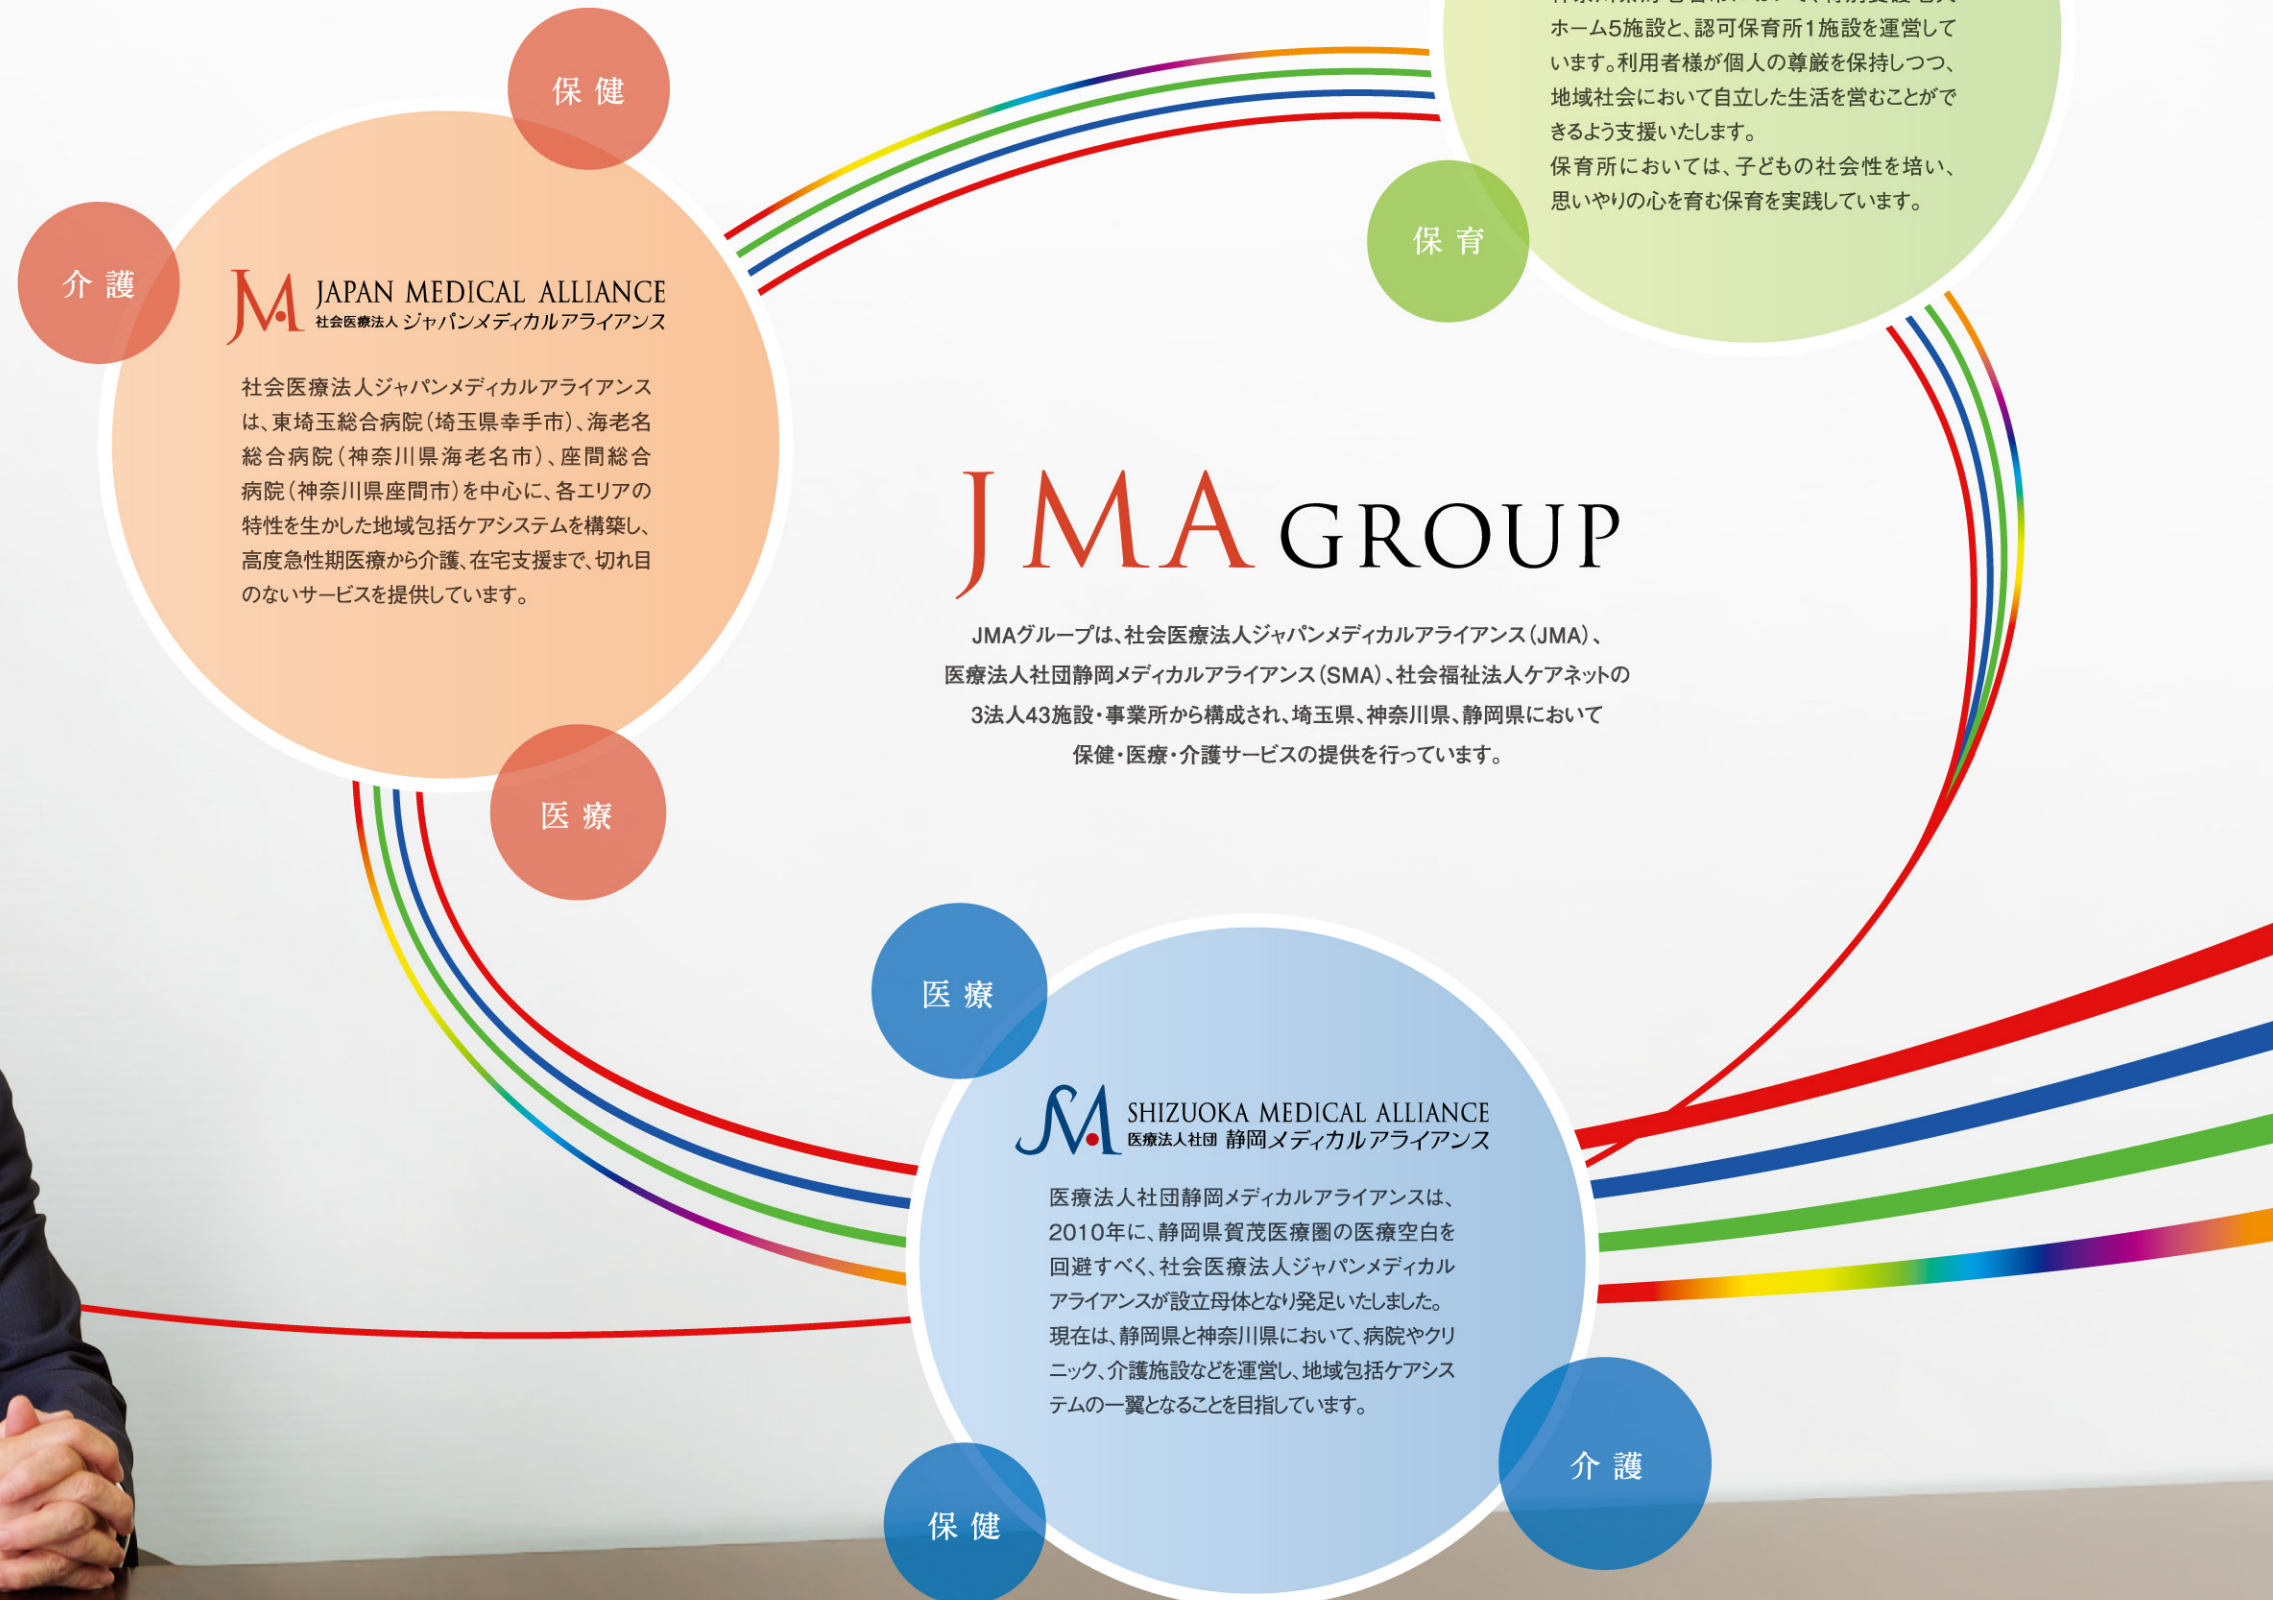 保健
介護
JAPAN MEDICAL ALLIANCE
社会医療法人 ジャパンメディカルアライアンス
社会医療法人ジャパンメディカルアライアンス
は、東埼玉総合病院(埼玉県幸手市)、海老名
総合病院(神奈川県海老名市)、座間総合
病院(神奈川県座間市)を中心に、各エリアの
特性を生かした地域包括ケアシステムを構築し、
高度急性期医療から介護、在宅支援まで、切れ目
のないサービスを提供しています。
医療
ホーム5施設と、認可保育所1施設を運営して
います。利用者様が個人の尊厳を保持しつつ、
地域社会において自立した生活を営むことがで
きるよう支援いたします。
保育所においては、子どもの社会性を培い、
思いやりの心を育む保育を実践しています。
保育
JMA GROUP
JMAグループは、社会医療法人ジャパンメディカルアライアンス(JMA)、
医療法人社団静岡メディカルアライアンス(SMA)、社会福祉法人ケアネットの
3法人43施設・事業所から構成され、埼玉県、神奈川県、静岡県において
保健・医療・介護サービスの提供を行っています。
医療
SHIZUOKA MEDICAL ALLIANCE
医療法人社団 静岡メディカルアライアンス
医療法人社団静岡メディカルアライアンスは、
2010年に、静岡県賀茂医療圏の医療空白を
回避すべく、社会医療法人ジャパンメディカル
アライアンスが設立母体となり発足いたしました。
現在は、静岡県と神奈川県において、病院やクリ
ニック、介護施設などを運営し、地域包括ケアシス
テムの一翼となることを目指しています。
介護
保健